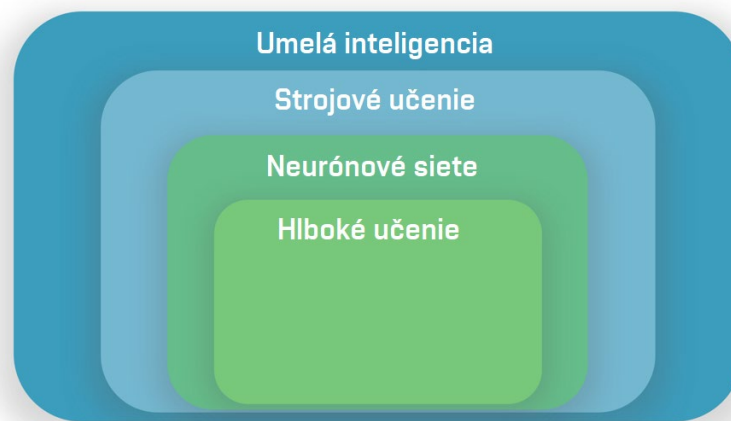 Umelá inteligencia
Strojové učenie
Neurónové siete
Hlboké učenie